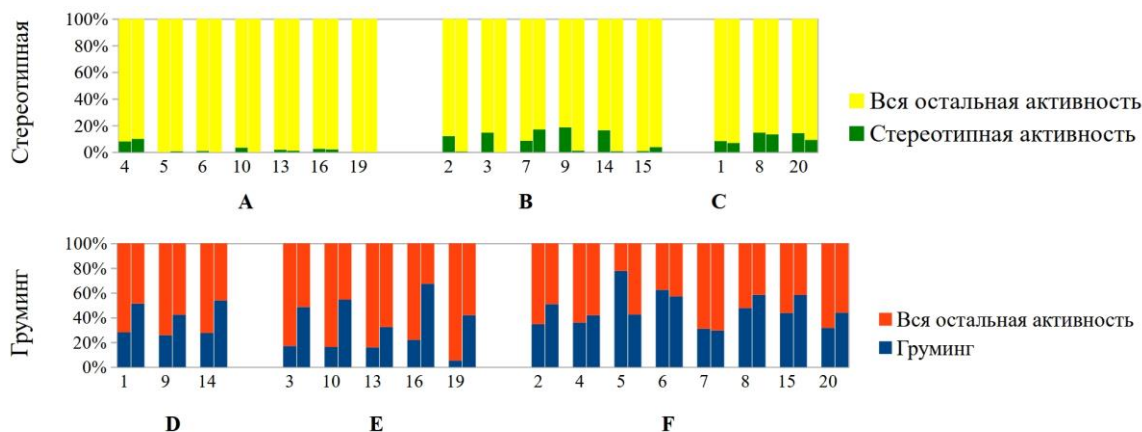 Стереотипная
100%
80%
60%
40%
20%
0%
4 5 6 10 13 16 19 2 3 7 9 14 15 1 8 20
A B C
Вся остальная активность
Стереотипная активность
Груминг
100%
80%
60%
40%
20%
0%
1 9 14 3 10 13 16 19 2 4 5 6 7 8 15 20
D E F
Вся остальная активность
Груминг